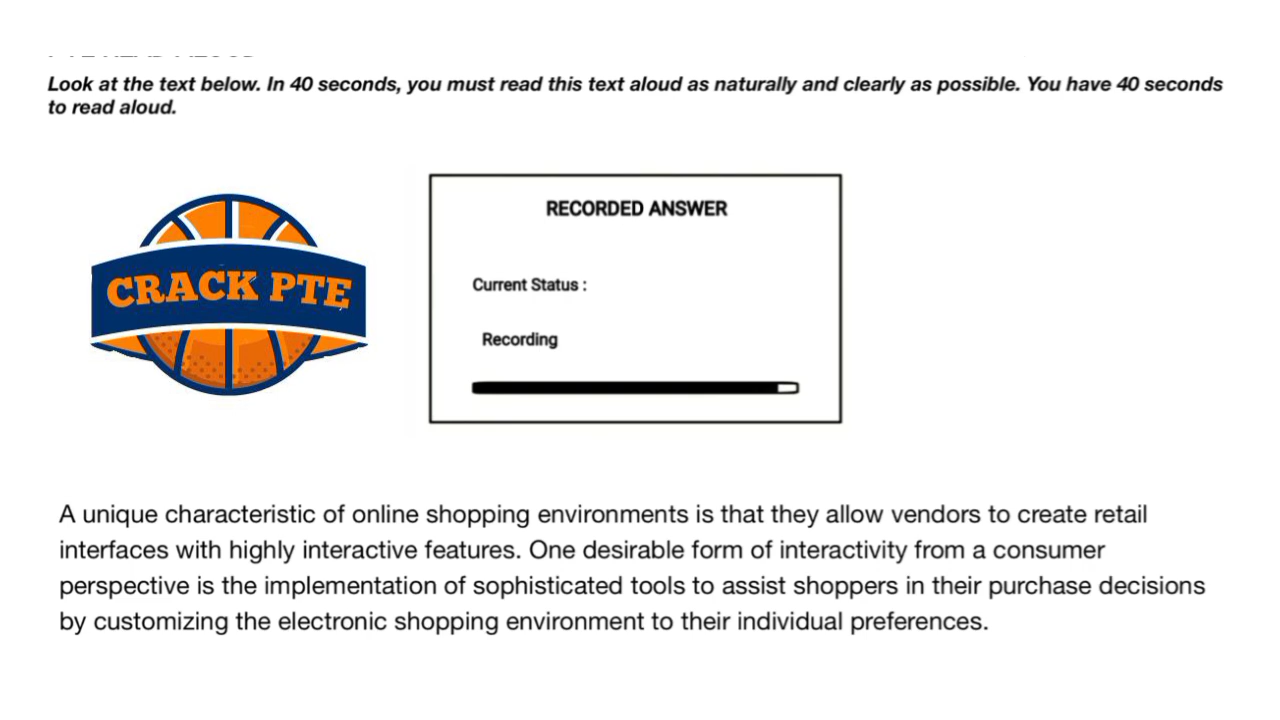 Look at the text below. In 40 seconds, you must read this text aloud as naturally and clearly as possible. You have 40 seconds
to read aloud.
RECORDED ANSWER
CRACK PTE
Current Status :
Recording
A unique characteristic of online shopping environments is that they allow vendors to create retail
interfaces with highly interactive features. One desirable form of interactivity from a consumer
perspective is the implementation of sophisticated tools to assist shoppers in their purchase decisions
by customizing the electronic shopping environment to their individual preferences.